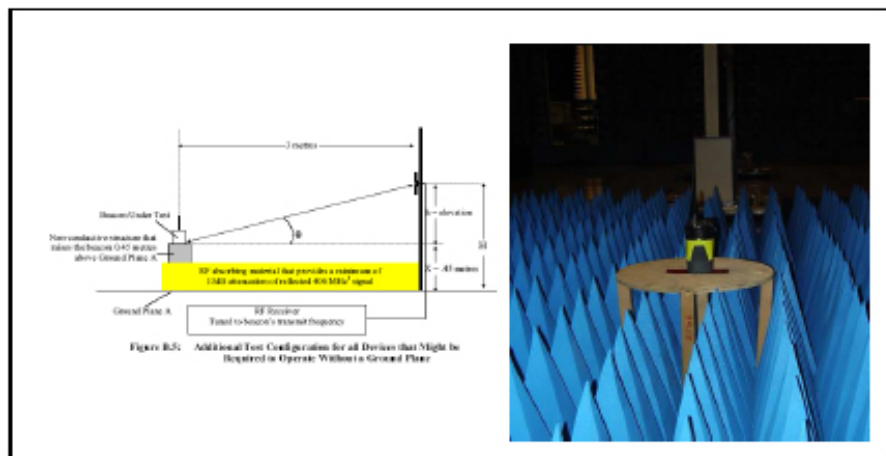 3 metres
Beacon Under Test
Non-conductive structure that
raises the beacon 0.45 metres
above Ground Plane A
h = elevation
H
θ
X = .45 metres
RF absorbing material that provides a minimum of
attenuation of reflected 406 MHz signal
Ground Plane A
RF Receiver
Tuned to beacon's transmit frequency
Figure B.5: Additional Test Configuration for all Devices that Might be
Required to Operate Without a Ground Plane